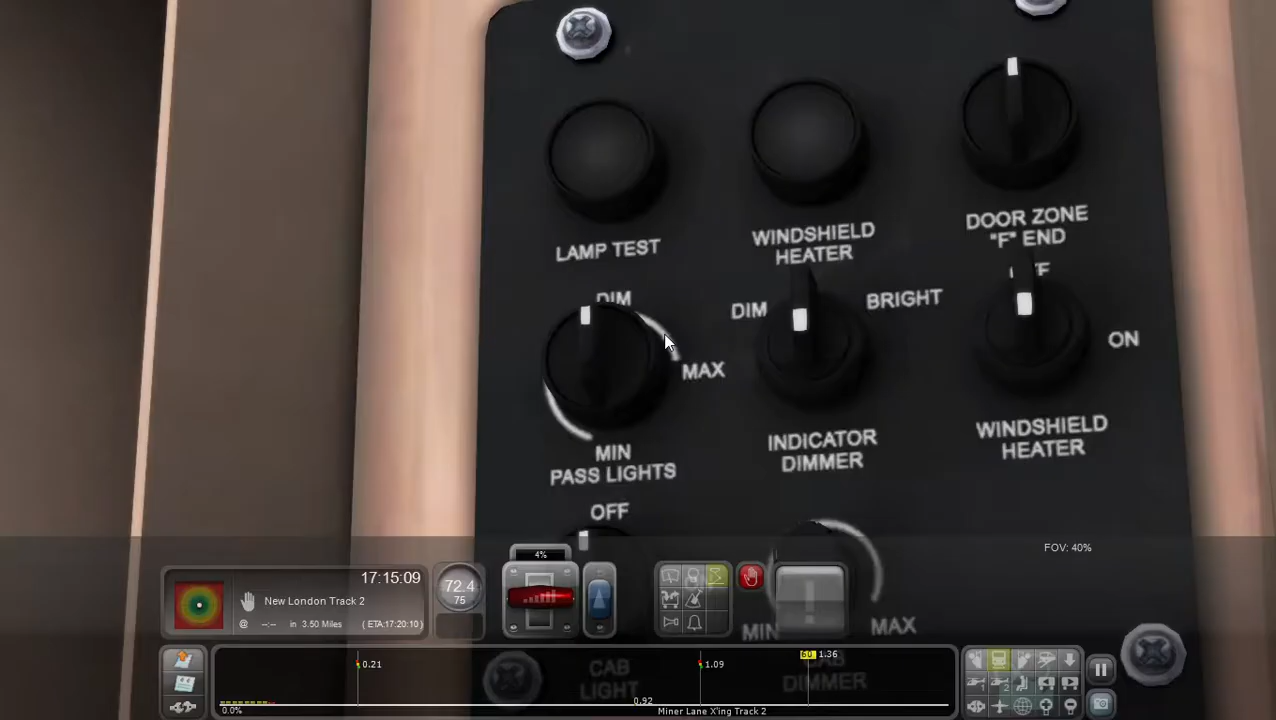 LAMP TEST
WINDSHIELD
HEATER
DOOR ZONE
"F" END
DIM
MAX
MIN
PASS LIGHTS
DIM
BRIGHT
INDICATOR
DIMMER
OFF
ON
WINDSHIELD
HEATER
OFF
CAB
LIGHT
MIN
MAX
CAB
DIMMER
FOV: 40%
17:15:09
New London Track 2
@ --:-- in 3.50 Miles ( ETA:17:20:10 )
72.4
75
4%
0.21
1.09
60 1.36
0.92
0.0%
Miner Lane X'ing Track 2